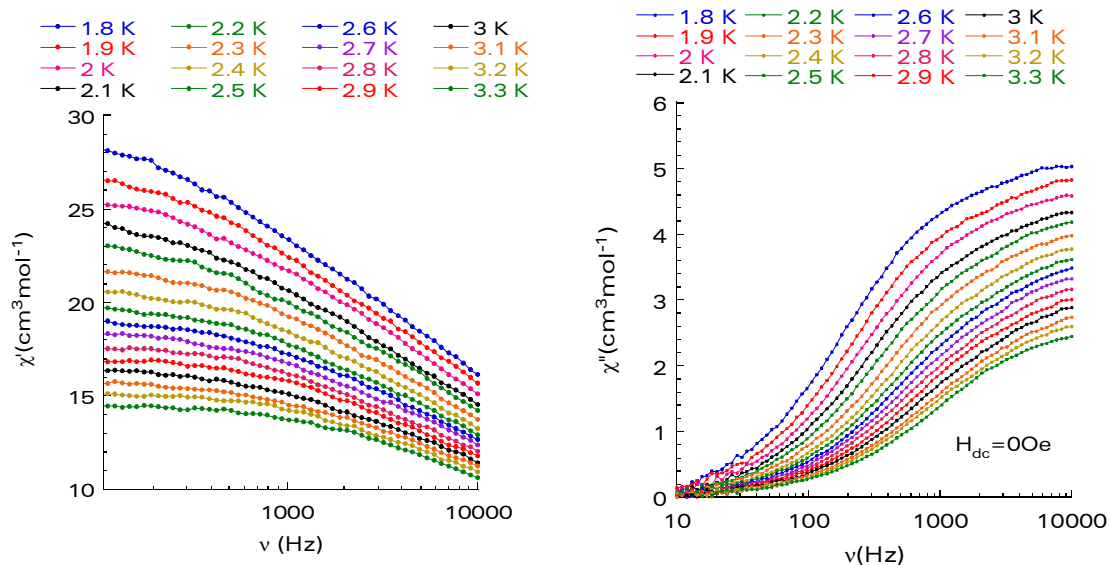 1.8 K 2.2 K 2.6 K 3 K
1.9 K 2.3 K 2.7 K 3.1 K
2 K 2.4 K 2.8 K 3.2 K
2.1 K 2.5 K 2.9 K 3.3 K
30
25
20
15
10
χ'(cm³mol⁻¹)
1000 10000
ν (Hz)
1.8 K 2.2 K 2.6 K 3 K
1.9 K 2.3 K 2.7 K 3.1 K
2 K 2.4 K 2.8 K 3.2 K
2.1 K 2.5 K 2.9 K 3.3 K
6
5
4
3
2
1
0
χ"(cm³mol⁻¹)
H_dc=0Oe
10 100 1000 10000
ν(Hz)